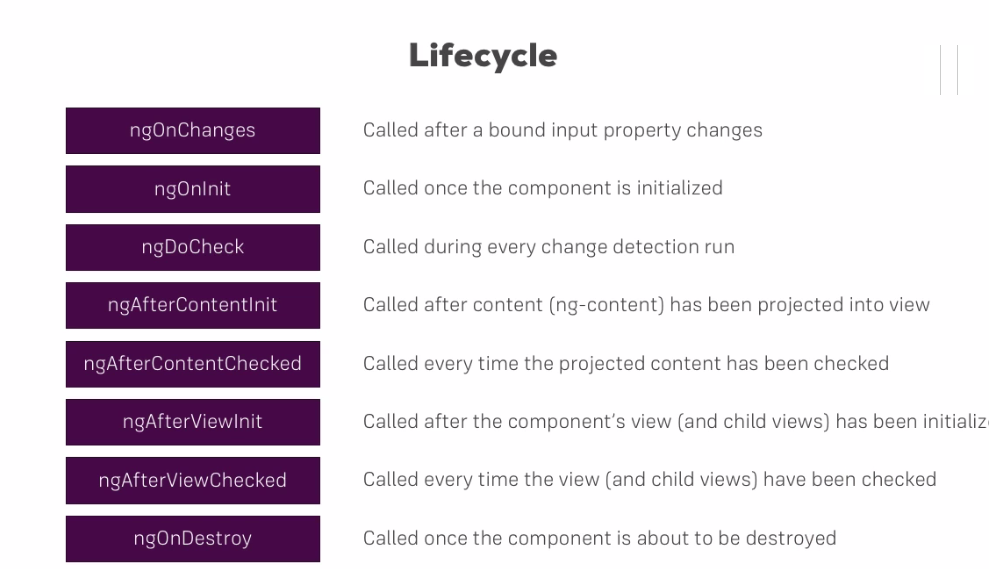 Lifecycle
ngOnChanges Called after a bound input property changes
ngOnInit Called once the component is initialized
ngDoCheck Called during every change detection run
ngAfterContentInit Called after content (ng-content) has been projected into view
ngAfterContentChecked Called every time the projected content has been checked
ngAfterViewInit Called after the component's view (and child views) has been initializ
ngAfterViewChecked Called every time the view (and child views) have been checked
ngOnDestroy Called once the component is about to be destroyed